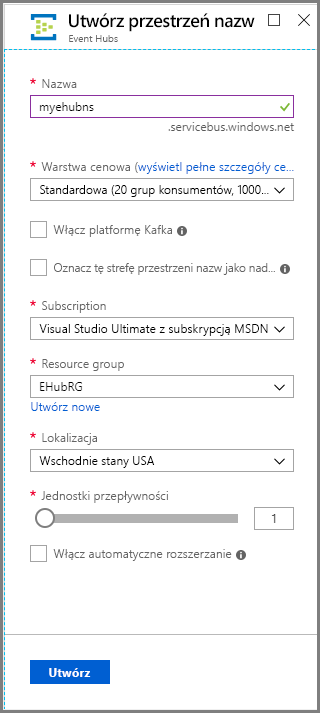 Utwórz przestrzeń nazw
Event Hubs
* Nazwa
myehubns
.servicebus.windows.net
* Warstwa cenowa (wyświetl pełne szczegóły ce...
Standardowa (20 grup konsumentów, 1000...
Włącz platformę Kafka
Oznacz tę strefę przestrzeni nazw jako nad...
* Subscription
Visual Studio Ultimate z subskrypcją MSDN
* Resource group
EHubRG
Utwórz nowe
* Lokalizacja
Wschodnie stany USA
* Jednostki przepływności
1
Włącz automatyczne rozszerzanie
Utwórz